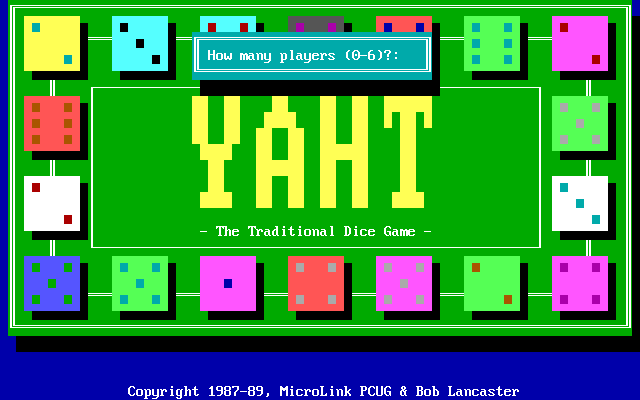 How many players (0-6)?:
YAHT
- The Traditional Dice Game -
Copyright 1987-89, MicroLink PCUG & Bob Lancaster